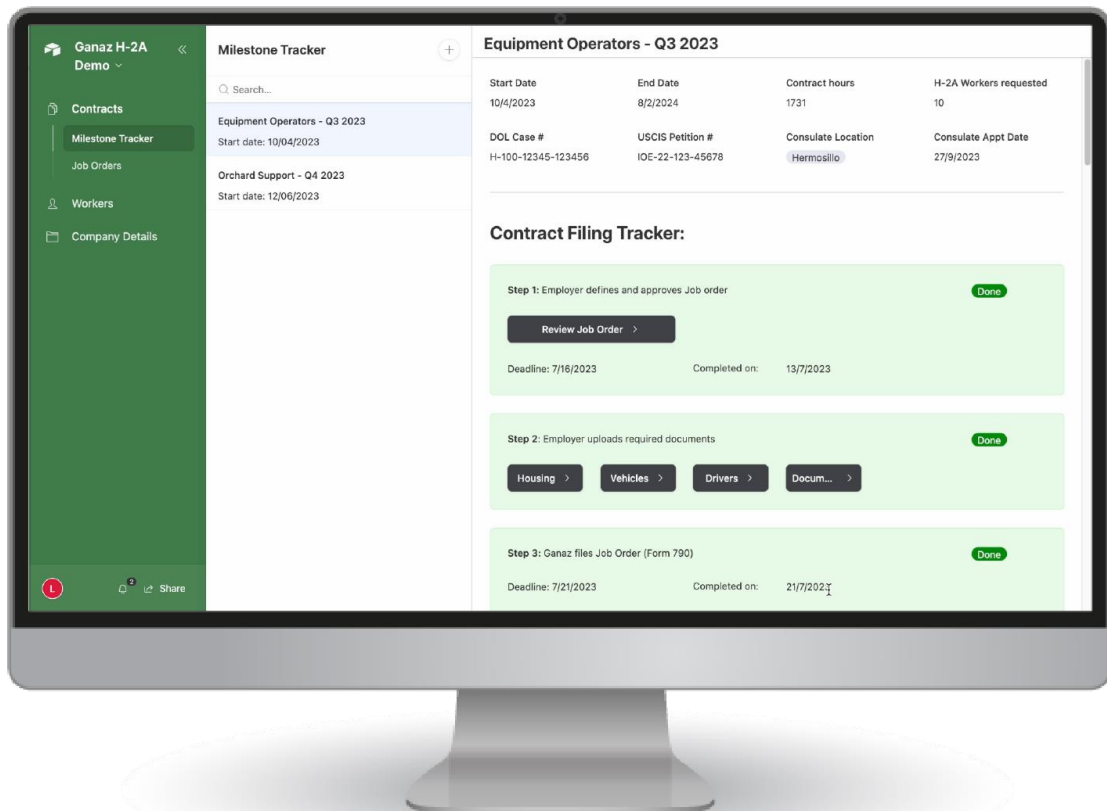 Ganaz H-2A
Demo
Contracts
Milestone Tracker
Job Orders
Workers
Company Details
L
2
Share
Milestone Tracker
Search...
Equipment Operators - Q3 2023
Start date: 10/04/2023
Orchard Support - Q4 2023
Start date: 12/06/2023
Equipment Operators - Q3 2023
Start Date End Date Contract hours H-2A Workers requested
10/4/2023 8/2/2024 1731 10
DOL Case # USCIS Petition # Consulate Location Consulate Appt Date
H-100-12345-123456 IOE-22-123-45678 Hermosillo 27/9/2023
Contract Filing Tracker:
Step 1: Employer defines and approves Job order Done
Review Job Order >
Deadline: 7/16/2023 Completed on: 13/7/2023
Step 2: Employer uploads required documents Done
Housing > Vehicles > Drivers > Docum... >
Step 3: Ganaz files Job Order (Form 790) Done
Deadline: 7/21/2023 Completed on: 21/7/2023